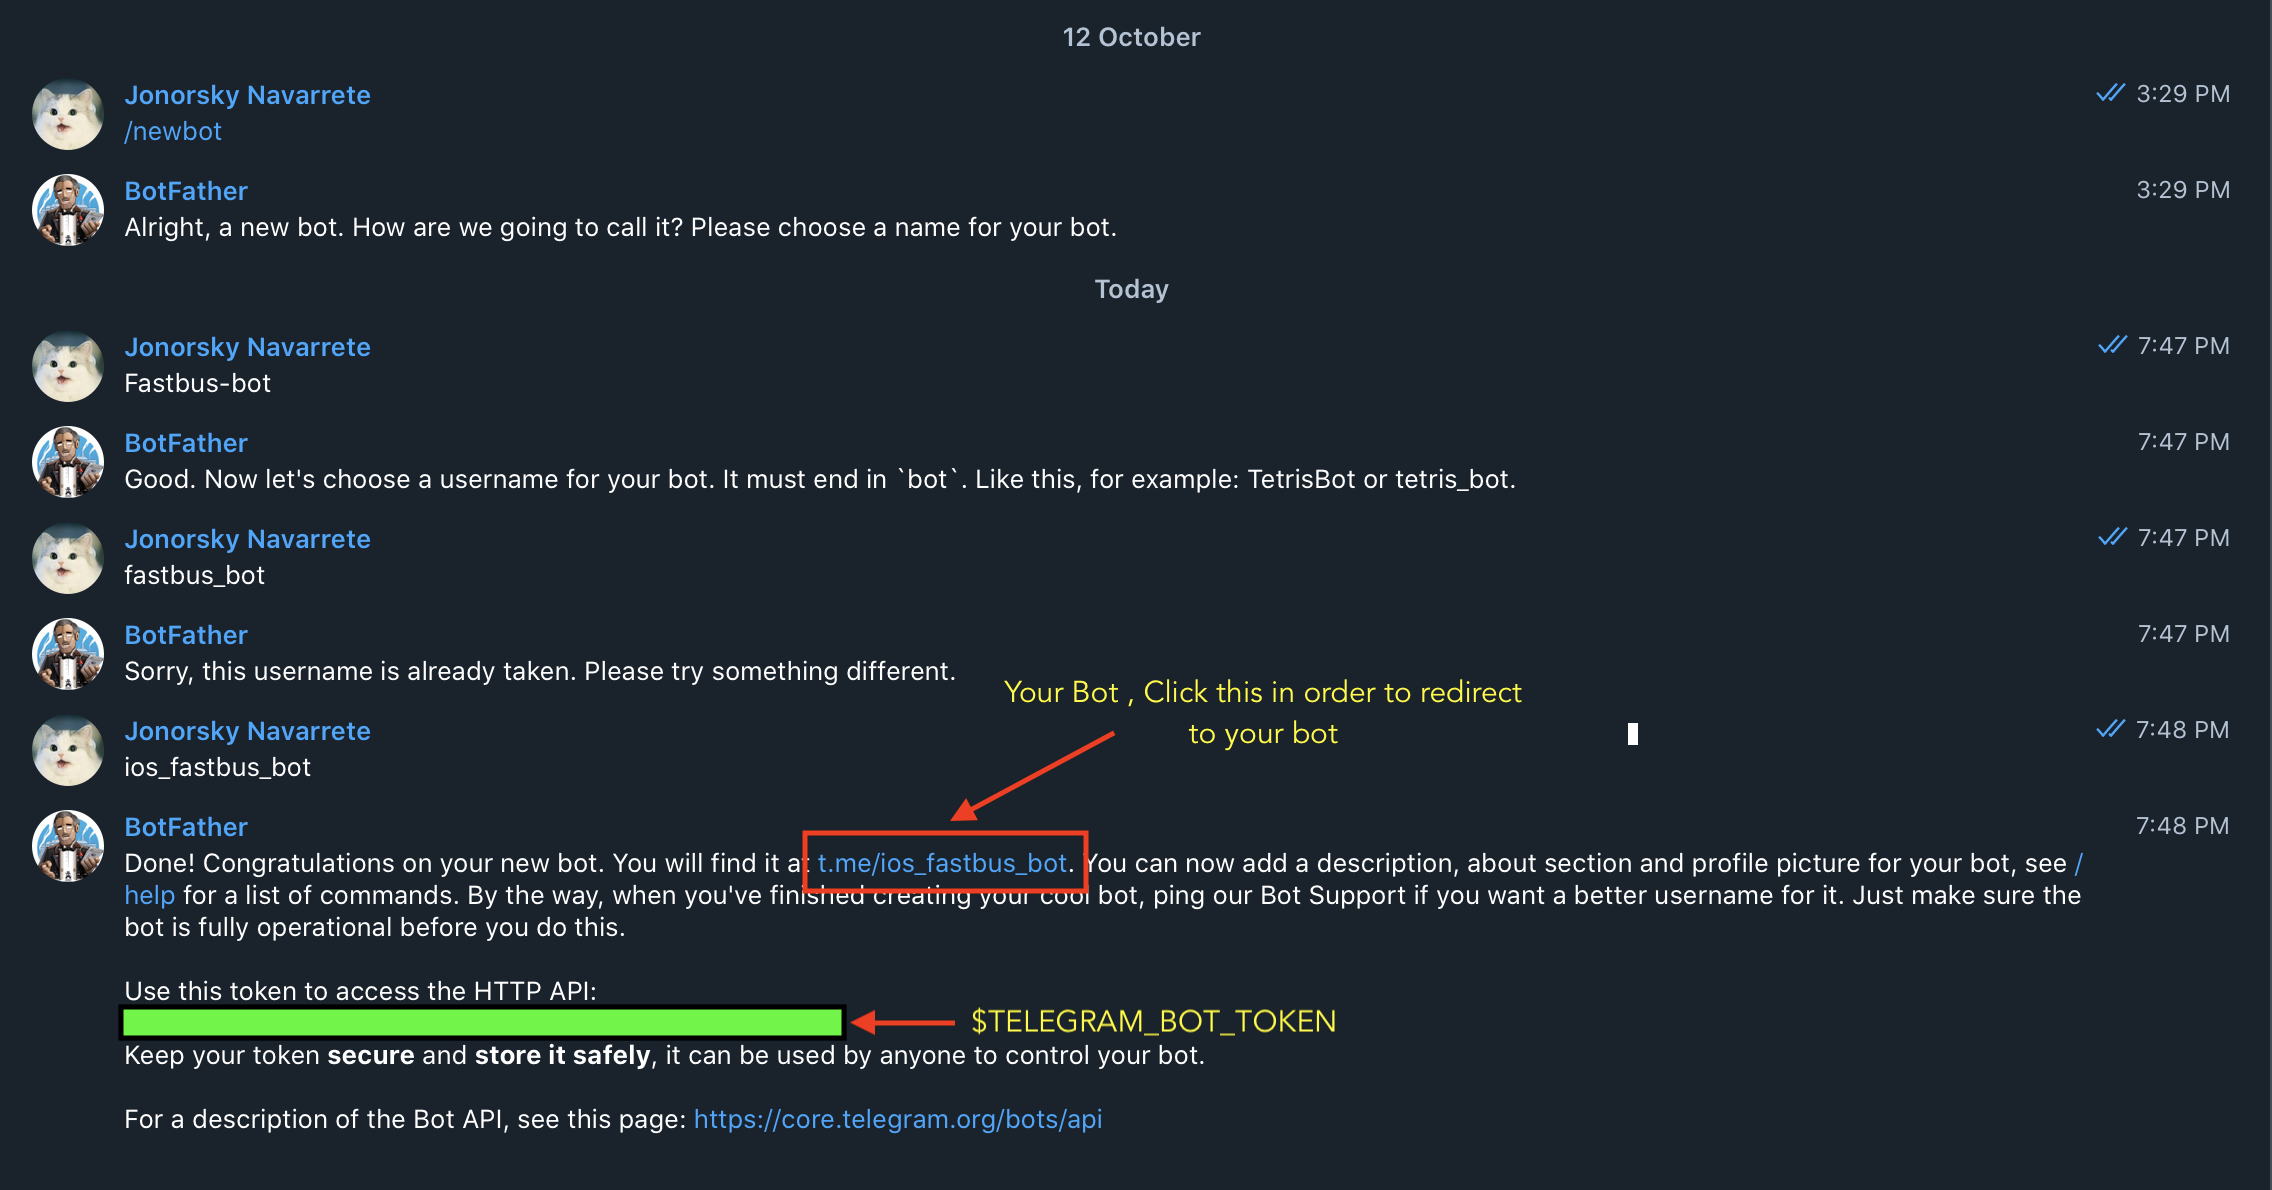 12 October
Jonorsky Navarrete
3:29 PM
/newbot
BotFather
3:29 PM
Alright, a new bot. How are we going to call it? Please choose a name for your bot.
Today
Jonorsky Navarrete
7:47 PM
Fastbus-bot
BotFather
7:47 PM
Good. Now let's choose a username for your bot. It must end in `bot`. Like this, for example: TetrisBot or tetris_bot.
Jonorsky Navarrete
7:47 PM
fastbus_bot
BotFather
7:47 PM
Sorry, this username is already taken. Please try something different.
Your Bot , Click this in order to redirect
to your bot
Jonorsky Navarrete
7:48 PM
ios_fastbus_bot
BotFather
7:48 PM
Done! Congratulations on your new bot. You will find it at t.me/ios_fastbus_bot. You can now add a description, about section and profile picture for your bot, see /
help for a list of commands. By the way, when you've finished creating your cool bot, ping our Bot Support if you want a better username for it. Just make sure the
bot is fully operational before you do this.
Use this token to access the HTTP API:
$TELEGRAM_BOT_TOKEN
Keep your token secure and store it safely, it can be used by anyone to control your bot.
For a description of the Bot API, see this page: https://core.telegram.org/bots/api